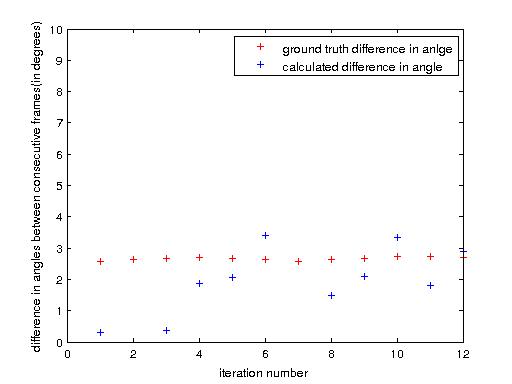 ground truth difference in anlge
calculated difference in angle
difference in angles between consecutive frames(in degrees)
10
9
8
7
6
5
4
3
2
1
0
0 2 4 6 8 10 12
iteration number